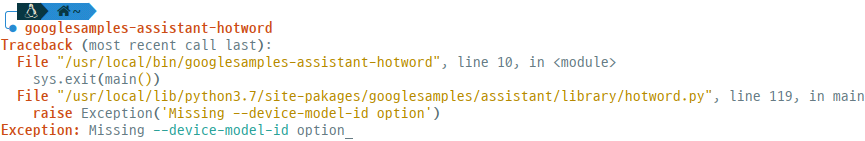 ~
googlesamples-assistant-hotword
Traceback (most recent call last):
  File "/usr/local/bin/googlesamples-assistant-hotword", line 10, in <module>
    sys.exit(main())
  File "/usr/local/lib/python3.7/site-pakages/googlesamples/assistant/library/hotword.py", line 119, in main
    raise Exception('Missing --device-model-id option')
Exception: Missing --device-model-id option_